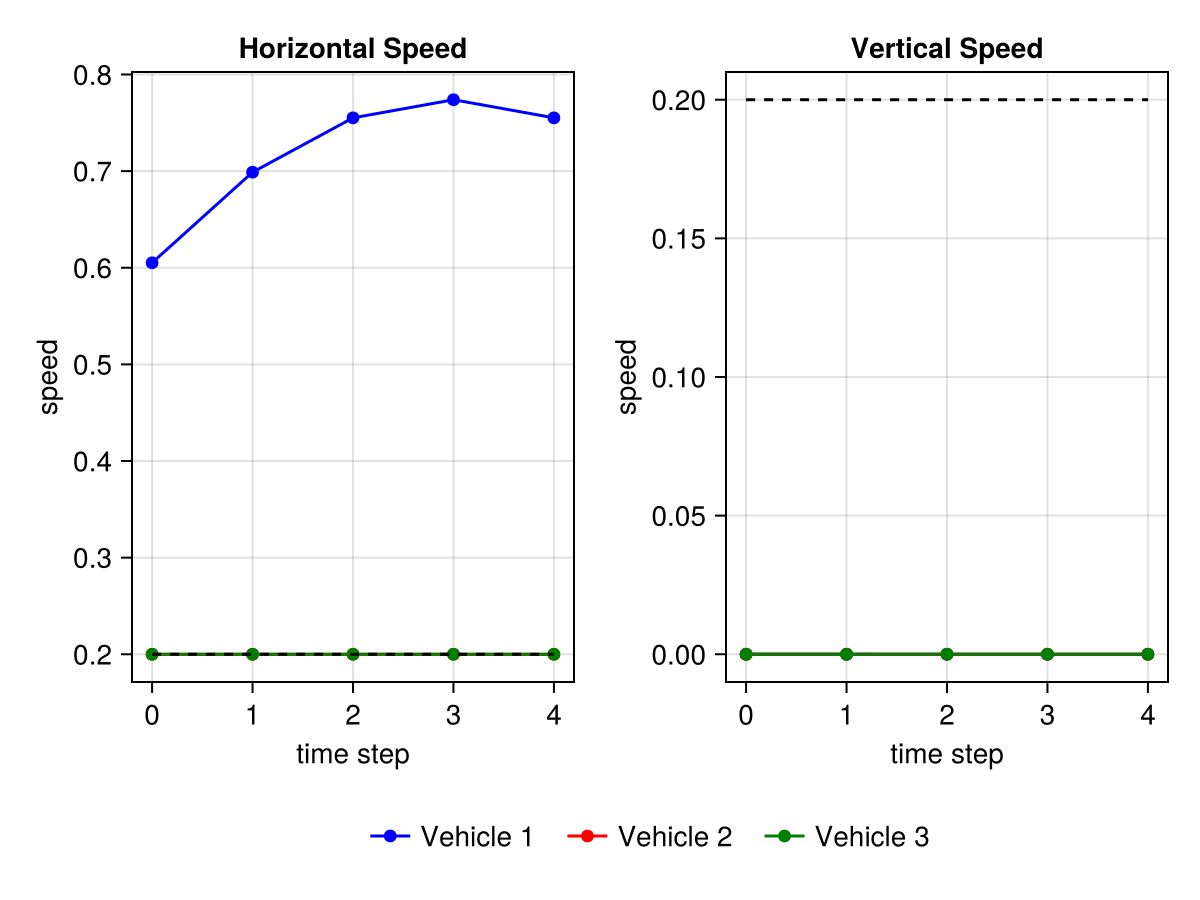 Horizontal Speed
0.8
0.7
0.6
0.5
0.4
0.3
0.2
speed
0 1 2 3 4
time step
Vertical Speed
0.20
0.15
0.10
0.05
0.00
speed
0 1 2 3 4
time step
Vehicle 1 Vehicle 2 Vehicle 3